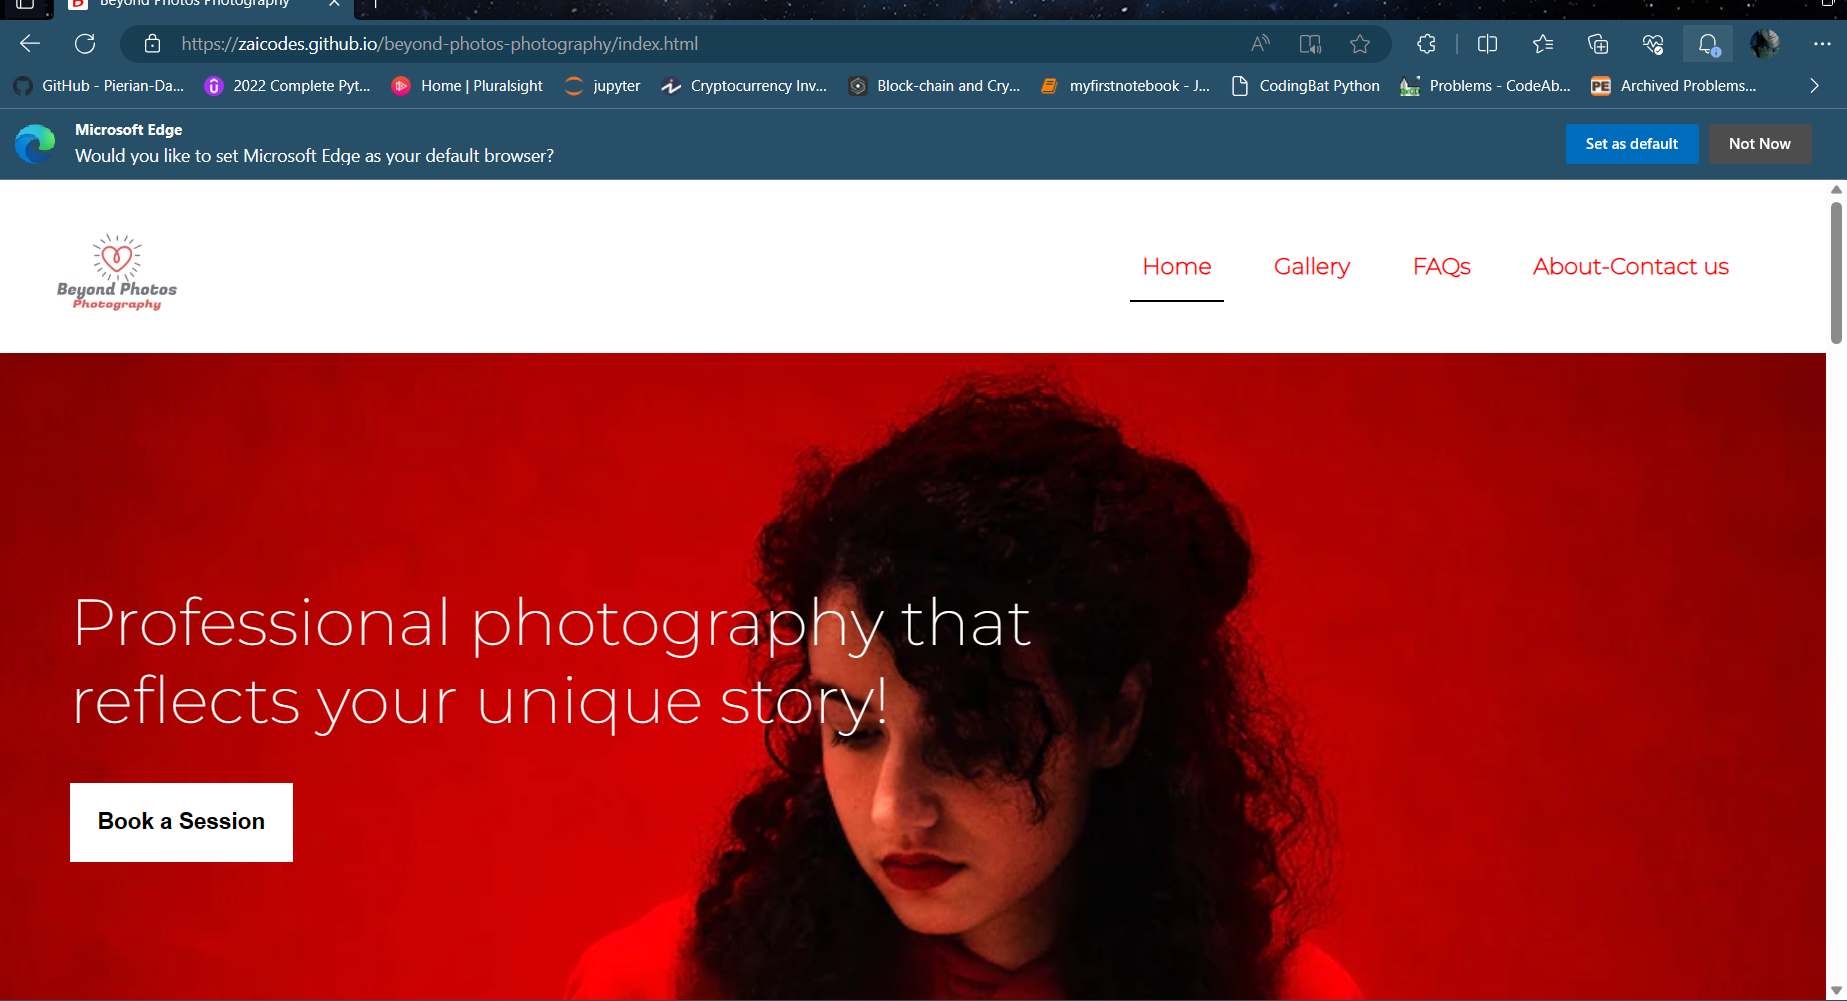 Beyond Photos Photography
https://zaicodes.github.io/beyond-photos-photography/index.html
GitHub - Pierian-Da...
2022 Complete Pyt...
Home | Pluralsight
jupyter
Cryptocurrency Inv...
Block-chain and Cry...
myfirstnotebook - J...
CodingBat Python
Problems - CodeAb...
PE
Archived Problems...
Microsoft Edge
Would you like to set Microsoft Edge as your default browser?
Set as default
Not Now
Beyond Photos
Photography
Home
Gallery
FAQs
About-Contact us
Professional photography that
reflects your unique story!
Book a Session